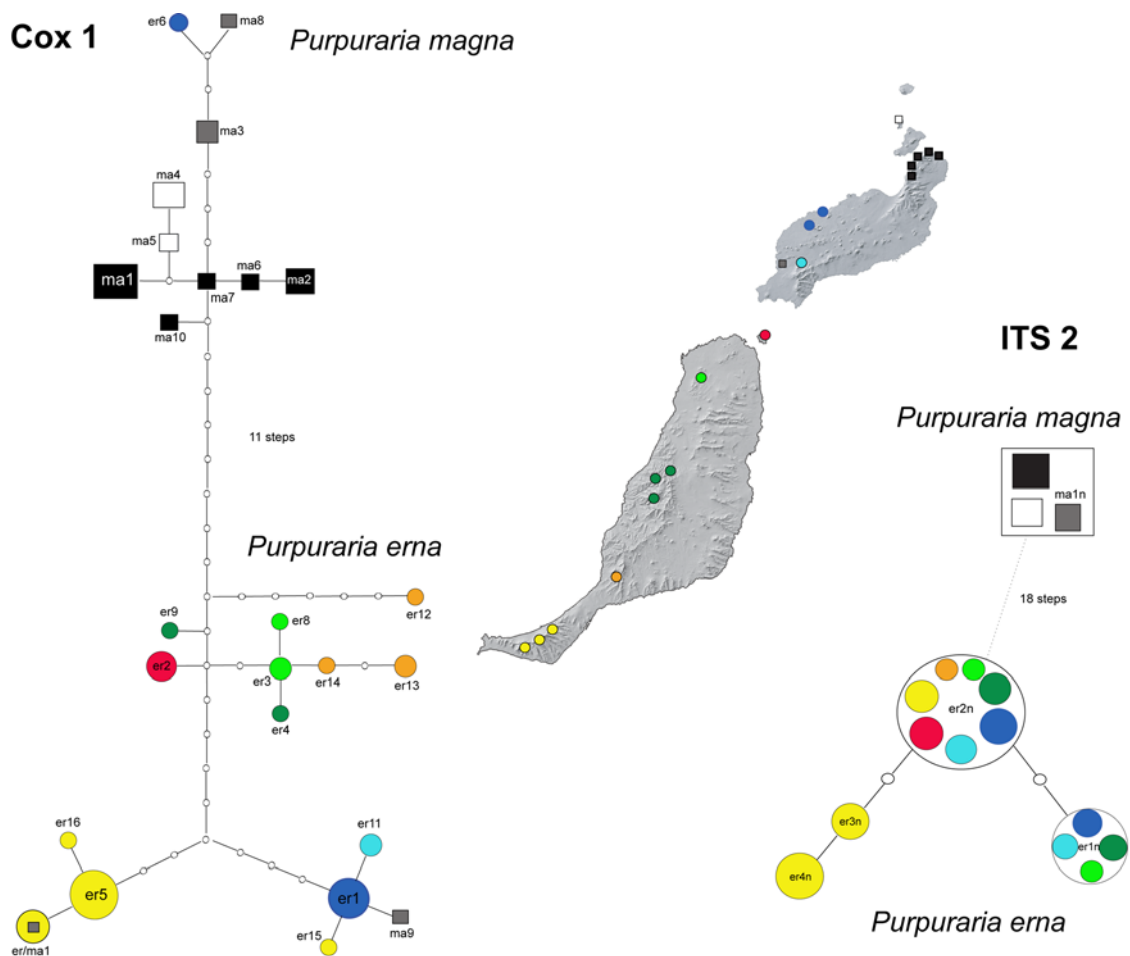 Cox 1
er6
ma8
Purpuraria magna
ma3
ma4
ma5
ma1
ma6
ma2
ma7
ma10
11 steps
Purpuraria erna
er12
er9
er8
er2
er3
er14
er13
er4
er16
er11
er5
er1
er/ma1
er15
ma9
ITS 2
Purpuraria magna
ma1n
18 steps
er2n
er3n
er1n
er4n
Purpuraria erna